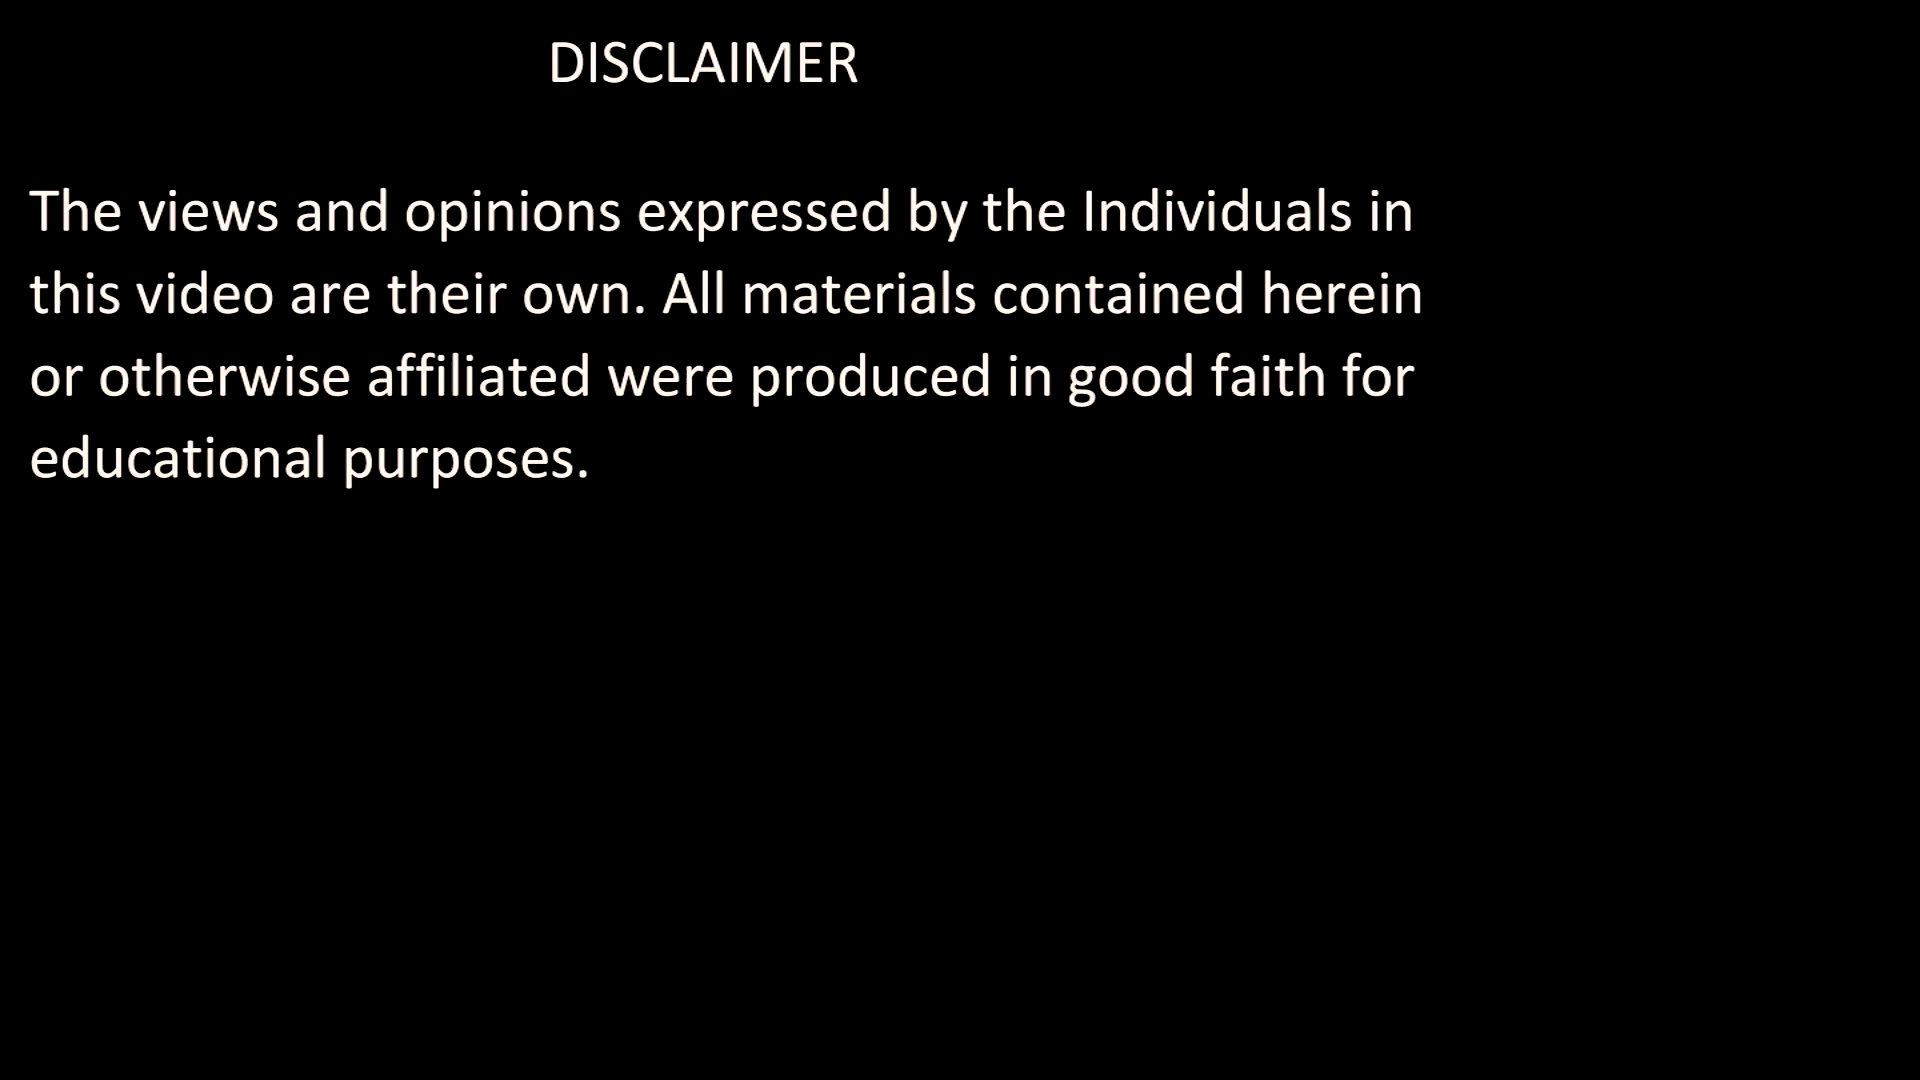 DISCLAIMER
The views and opinions expressed by the Individuals in
this video are their own. All materials contained herein
or otherwise affiliated were produced in good faith for
educational purposes.